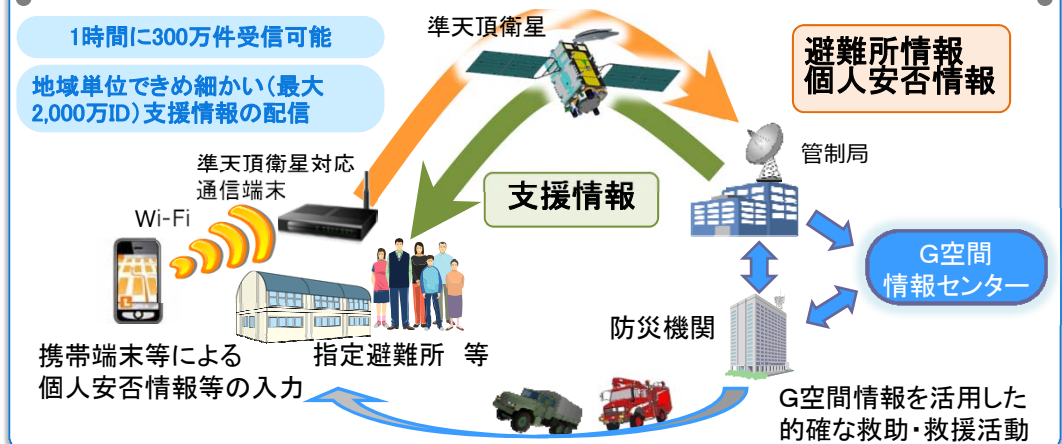 1時間に300万件受信可能
地域単位できめ細かい（最大
2,000万ID）支援情報の配信
準天頂衛星
避難所情報
個人安否情報
準天頂衛星対応
通信端末
管制局
Wi-Fi
支援情報
G空間
情報センター
防災機関
携帯端末等による
個人安否情報等の入力
指定避難所　等
G空間情報を活用した
的確な救助・救援活動